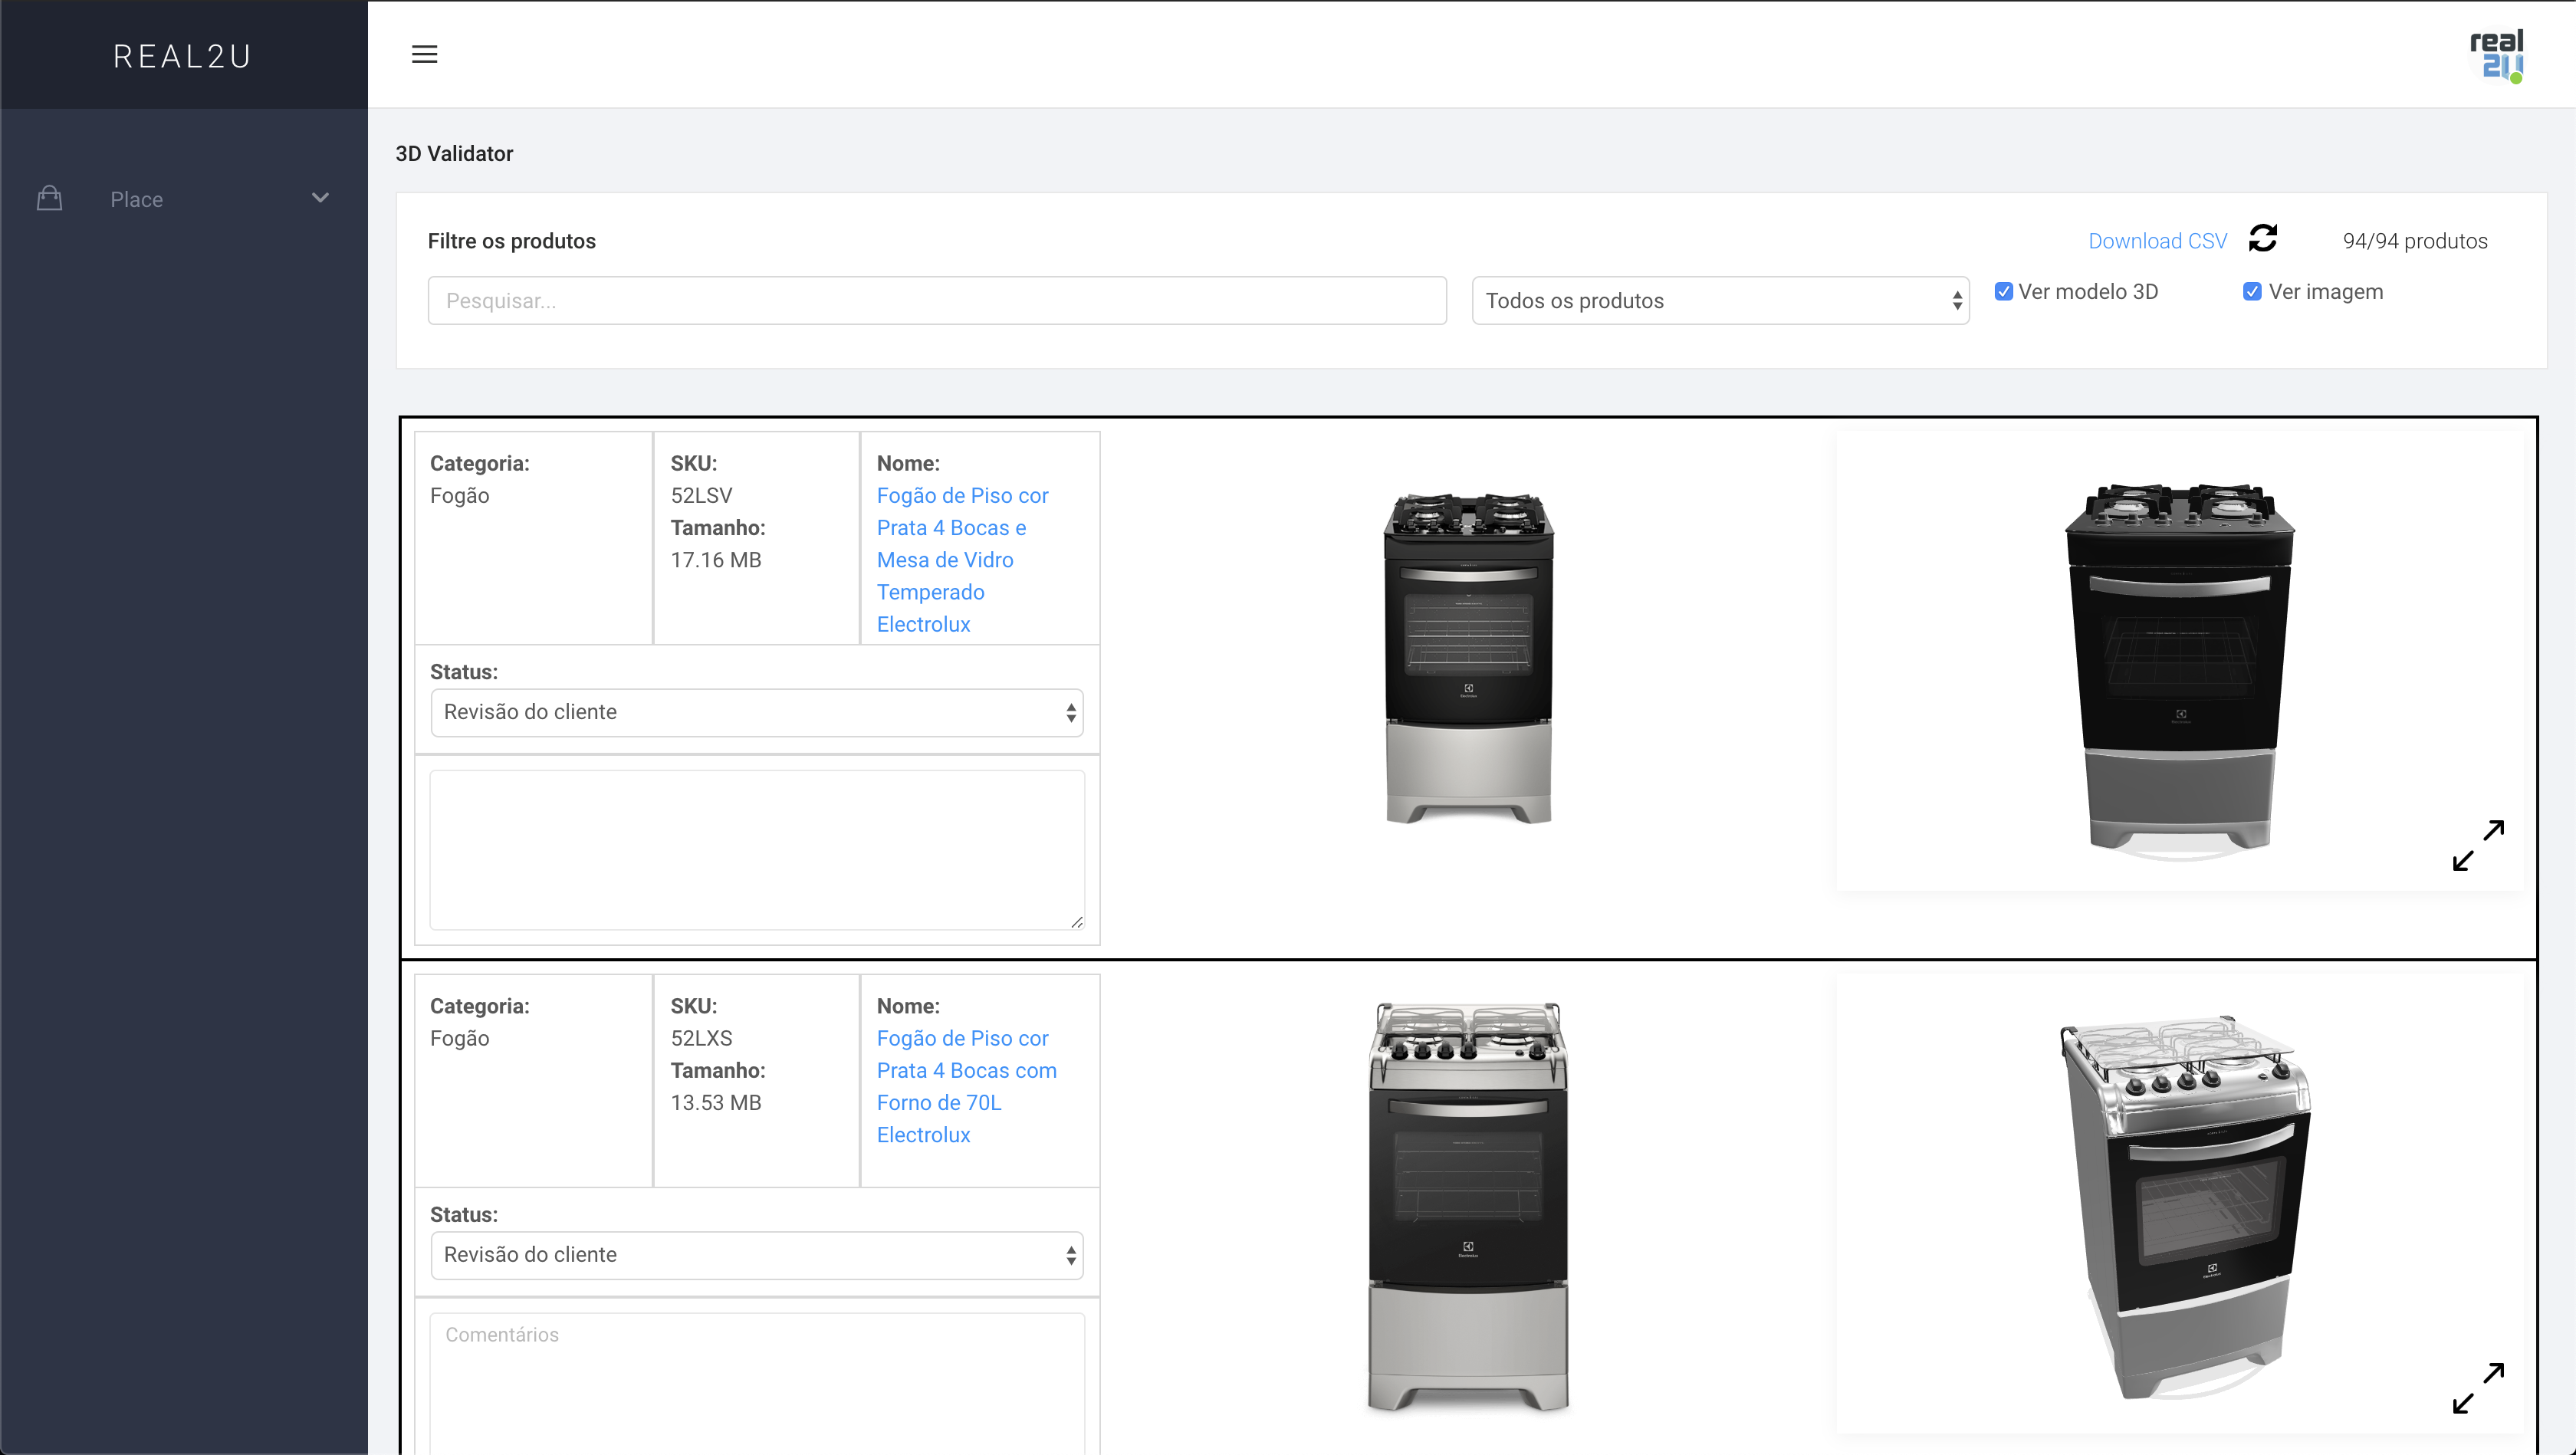 REAL2U
real
2U
Place
3D Validator
Filtre os produtos
Download CSV
94/94 produtos
Pesquisar...
Todos os produtos
Ver modelo 3D
Ver imagem
Categoria:
Fogão
SKU:
52LSV
Tamanho:
17.16 MB
Nome:
Fogão de Piso cor
Prata 4 Bocas e
Mesa de Vidro
Temperado
Electrolux
Status:
Revisão do cliente
Electrolux
Categoria:
Fogão
SKU:
52LXS
Tamanho:
13.53 MB
Nome:
Fogão de Piso cor
Prata 4 Bocas com
Forno de 70L
Electrolux
Status:
Revisão do cliente
Comentários
Electrolux
Electrolux